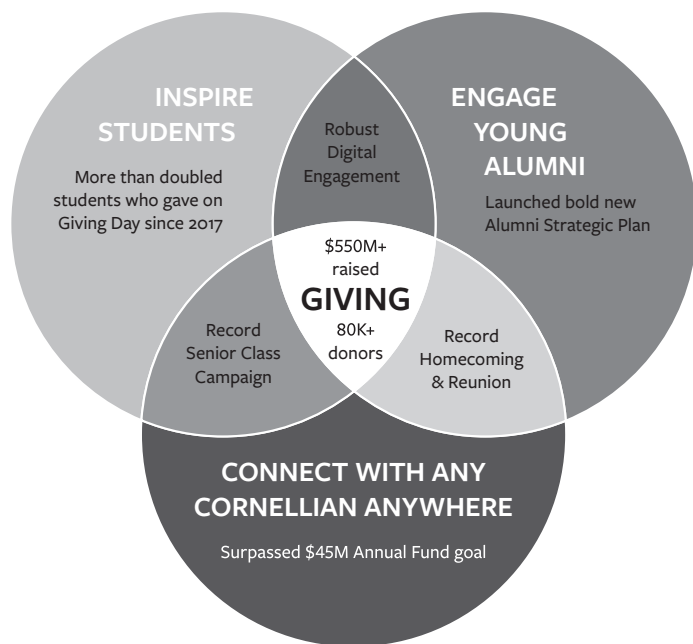 INSPIRE
STUDENTS
More than doubled
students who gave on
Giving Day since 2017
Robust
Digital
Engagement
ENGAGE
YOUNG
ALUMNI
Launched bold new
Alumni Strategic Plan
$550M+
raised
GIVING
80K+
donors
Record
Senior Class
Campaign
Record
Homecoming
& Reunion
CONNECT WITH ANY
CORNELLIAN ANYWHERE
Surpassed $45M Annual Fund goal